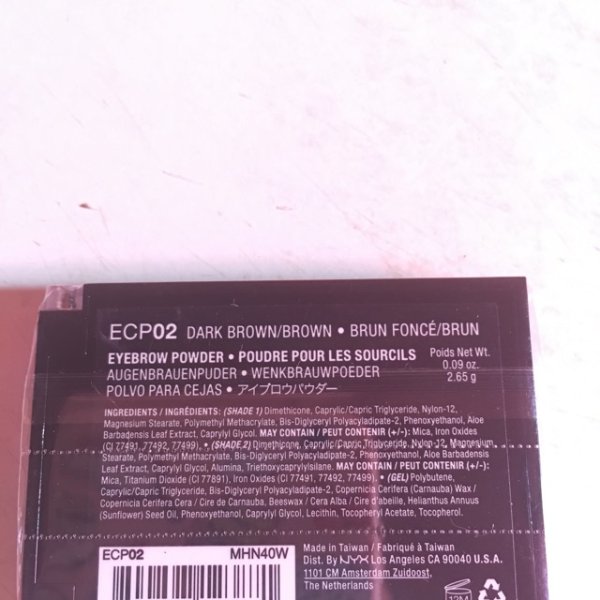 ECP02 DARK BROWN/BROWN • BRUN FONCÉ/BRUN
EYEBROW POWDER • POUDRE POUR LES SOURCILS
AUGENBRAUENPUDER • WENKBRAUWPOEDER
POLVO PARA CEJAS • アイブロウパウダー
Poids Net Wt.
0.09 oz.
2.65 g
INGREDIENTS / INGRÉDIENTS: (SHADE 1) Dimethicone, Caprylic/Capric Triglyceride, Nylon-12,
Magnesium Stearate, Polymethyl Methacrylate, Bis-Diglyceryl Polyacyladipate-2, Phenoxyethanol, Aloe
Barbadensis Leaf Extract, Caprylyl Glycol. MAY CONTAIN / PEUT CONTENIR (+/-): Mica, Iron Oxides
(CI 77491, 77492, 77499). • (SHADE 2) Dimethicone, Caprylic/Capric Triglyceride, Nylon-12, Magnesium
Stearate, Polymethyl Methacrylate, Bis-Diglyceryl Polyacyladipate-2, Phenoxyethanol, Aloe Barbadensis
Leaf Extract, Caprylyl Glycol, Alumina, Triethoxycaprylylsilane. MAY CONTAIN / PEUT CONTENIR (+/-):
Mica, Titanium Dioxide (CI 77891), Iron Oxides (CI 77491, 77492, 77499). • (GEL) Polybutene,
Caprylic/Capric Triglyceride, Bis-Diglyceryl Polyacyladipate-2, Copernicia Cerifera (Carnauba) Wax /
Copernicia Cerifera Cera / Cire de Carnauba, Beeswax / Cera Alba / Cire d'abeille, Helianthus Annuus
(Sunflower) Seed Oil, Phenoxyethanol, Caprylyl Glycol, Lecithin, Tocopheryl Acetate, Tocopherol.
ECP02 MHN40W
Made in Taiwan / Fabriqué à Taiwan
Dist. By NYX Los Angeles CA 90040 U.S.A.
1101 CM Amsterdam Zuidoost,
The Netherlands
12M